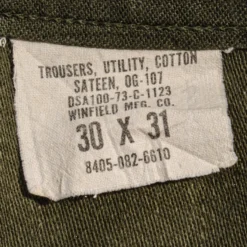 TROUSERS, UTILITY, COTTON
SATEEN, OG-107
DSA100-73-C-1123
WINFIELD MFG. CO.
30 X 31
8405-082-6610